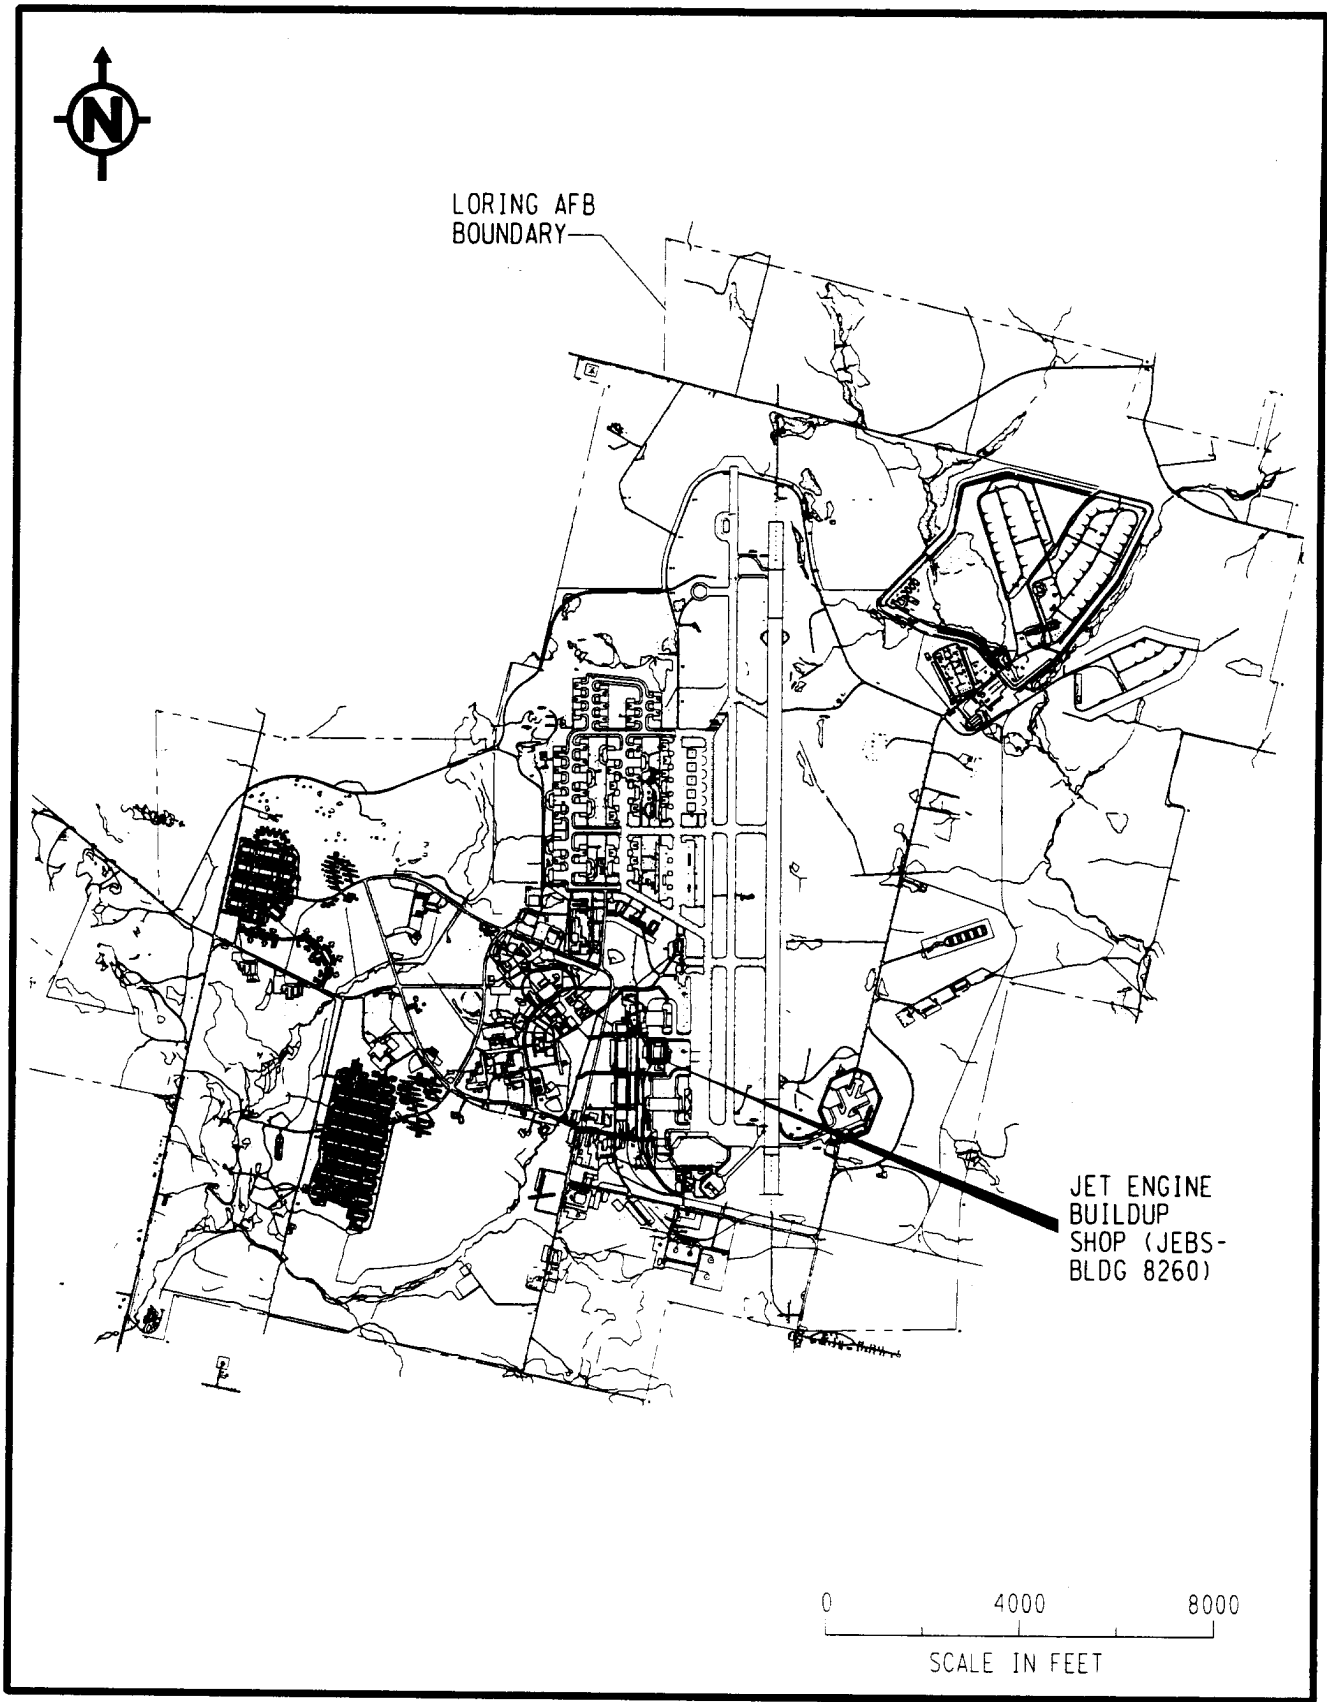 N
LORING AFB
BOUNDARY
JET ENGINE
BUILDUP
SHOP (JEBS-
BLDG 8260)
0 4000 8000
SCALE IN FEET